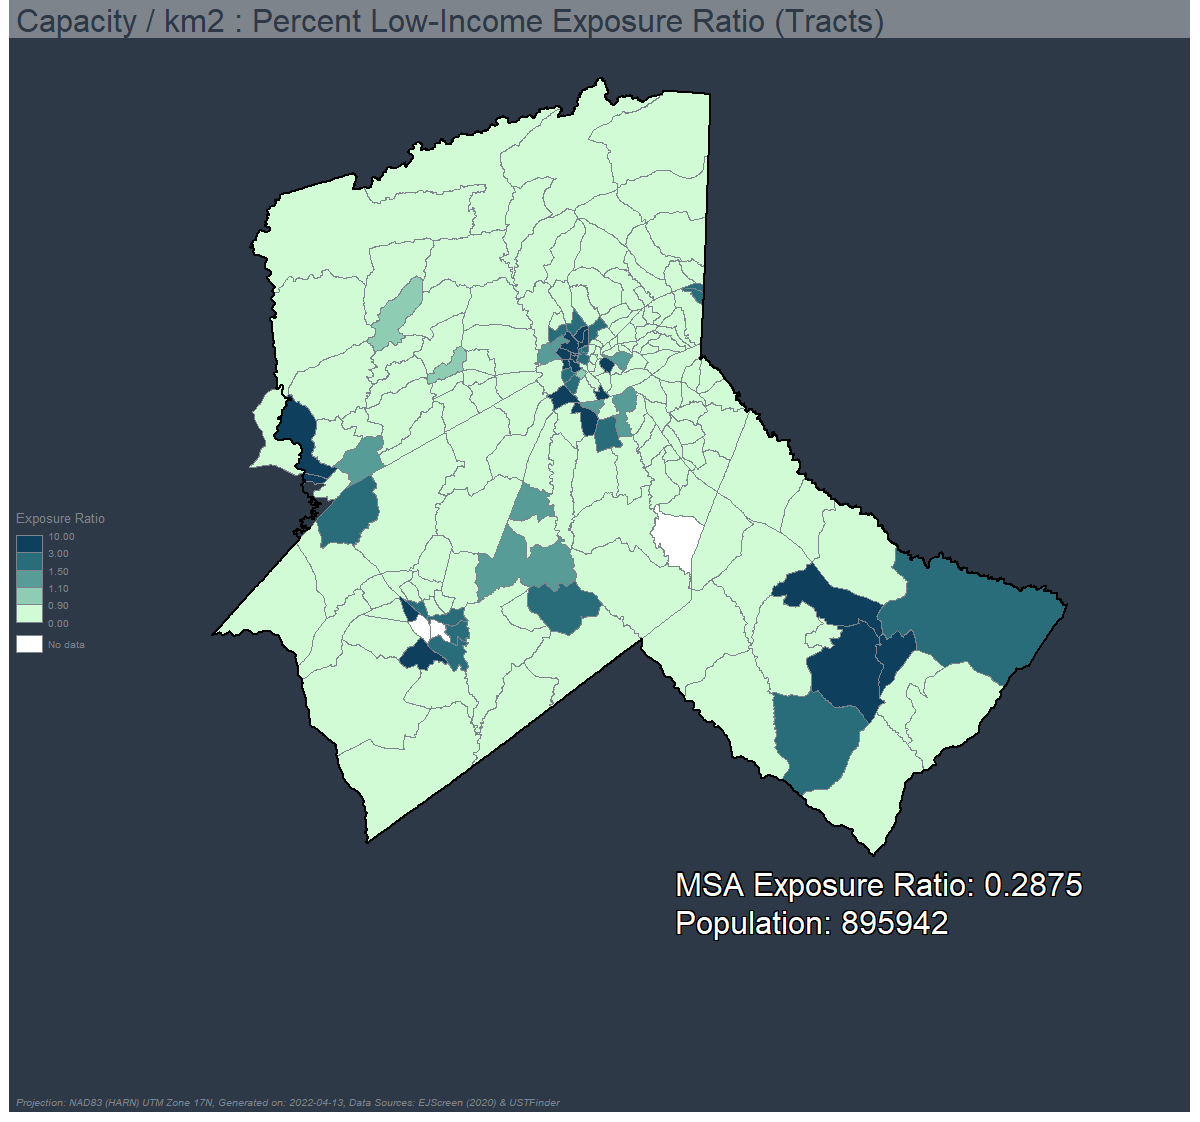 Capacity / km2 : Percent Low-Income Exposure Ratio (Tracts)
Exposure Ratio
10.00
3.00
1.50
1.10
0.90
0.00
No data
MSA Exposure Ratio: 0.2875
Population: 895942
Projection: NAD83 (HARN) UTM Zone 17N, Generated on: 2022-04-13, Data Sources: EJScreen (2020) & USTFinder